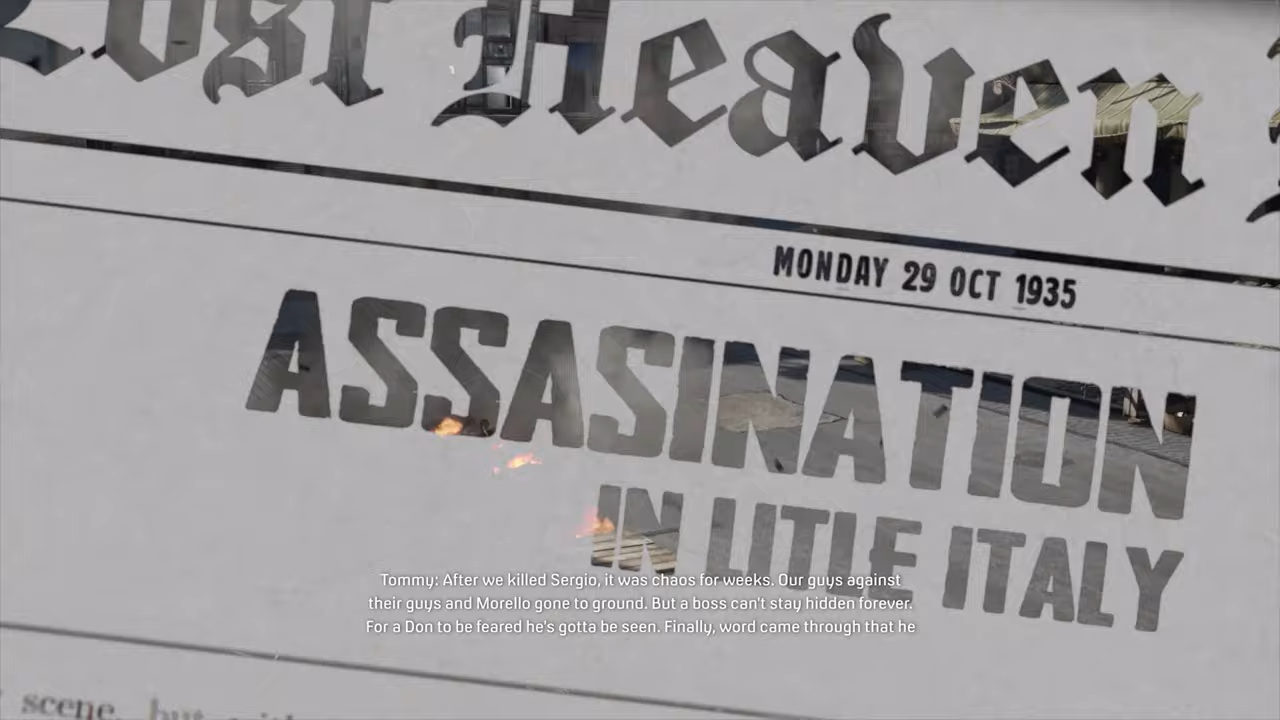 Lost Heaven
MONDAY 29 OCT 1935
ASSASINATION
IN LITLE ITALY
Tommy: After we killed Sergio, it was chaos for weeks. Our guys against
their guys and Morello gone to ground. But a boss can't stay hidden forever.
For a Don to be feared he's gotta be seen. Finally, word came through that he
scene, but